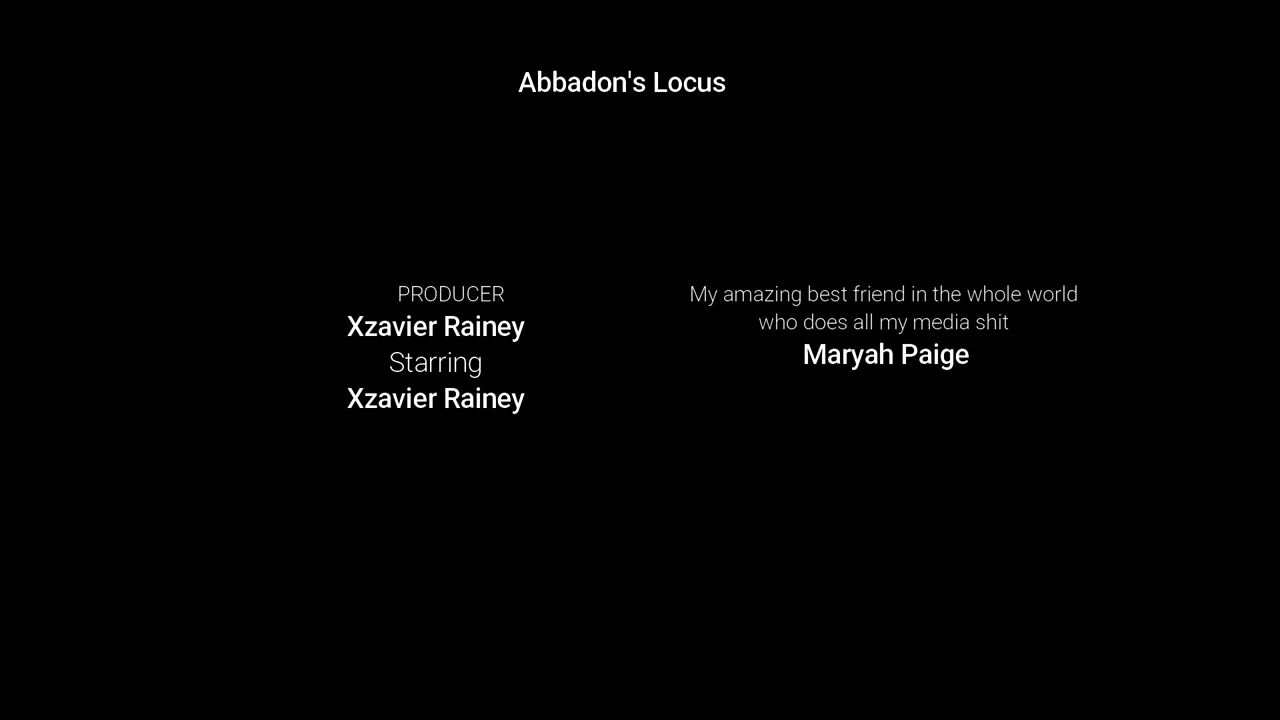 Abbadon's Locus
PRODUCER
Xzavier Rainey
Starring
Xzavier Rainey
My amazing best friend in the whole world
who does all my media shit
Maryah Paige